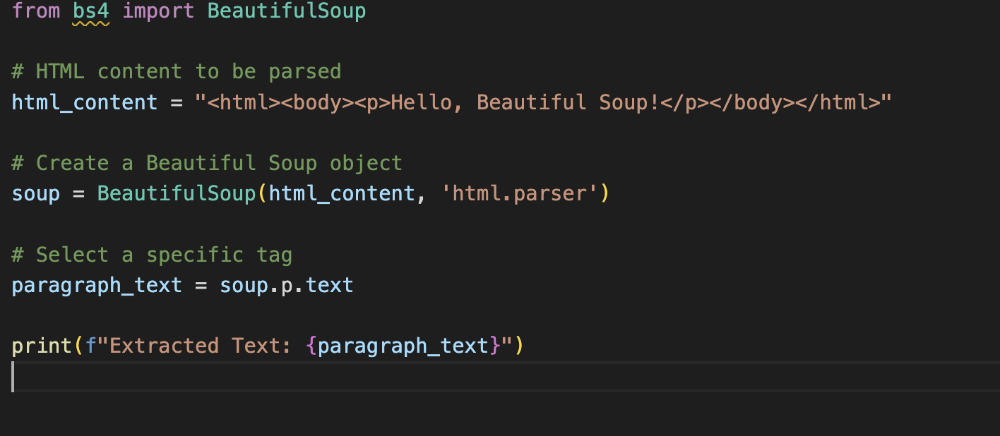 from bs4 import BeautifulSoup
# HTML content to be parsed
html_content = "<html><body><p>Hello, Beautiful Soup!</p></body></html>"
# Create a Beautiful Soup object
soup = BeautifulSoup(html_content, 'html.parser')
# Select a specific tag
paragraph_text = soup.p.text
print(f"Extracted Text: {paragraph_text}")